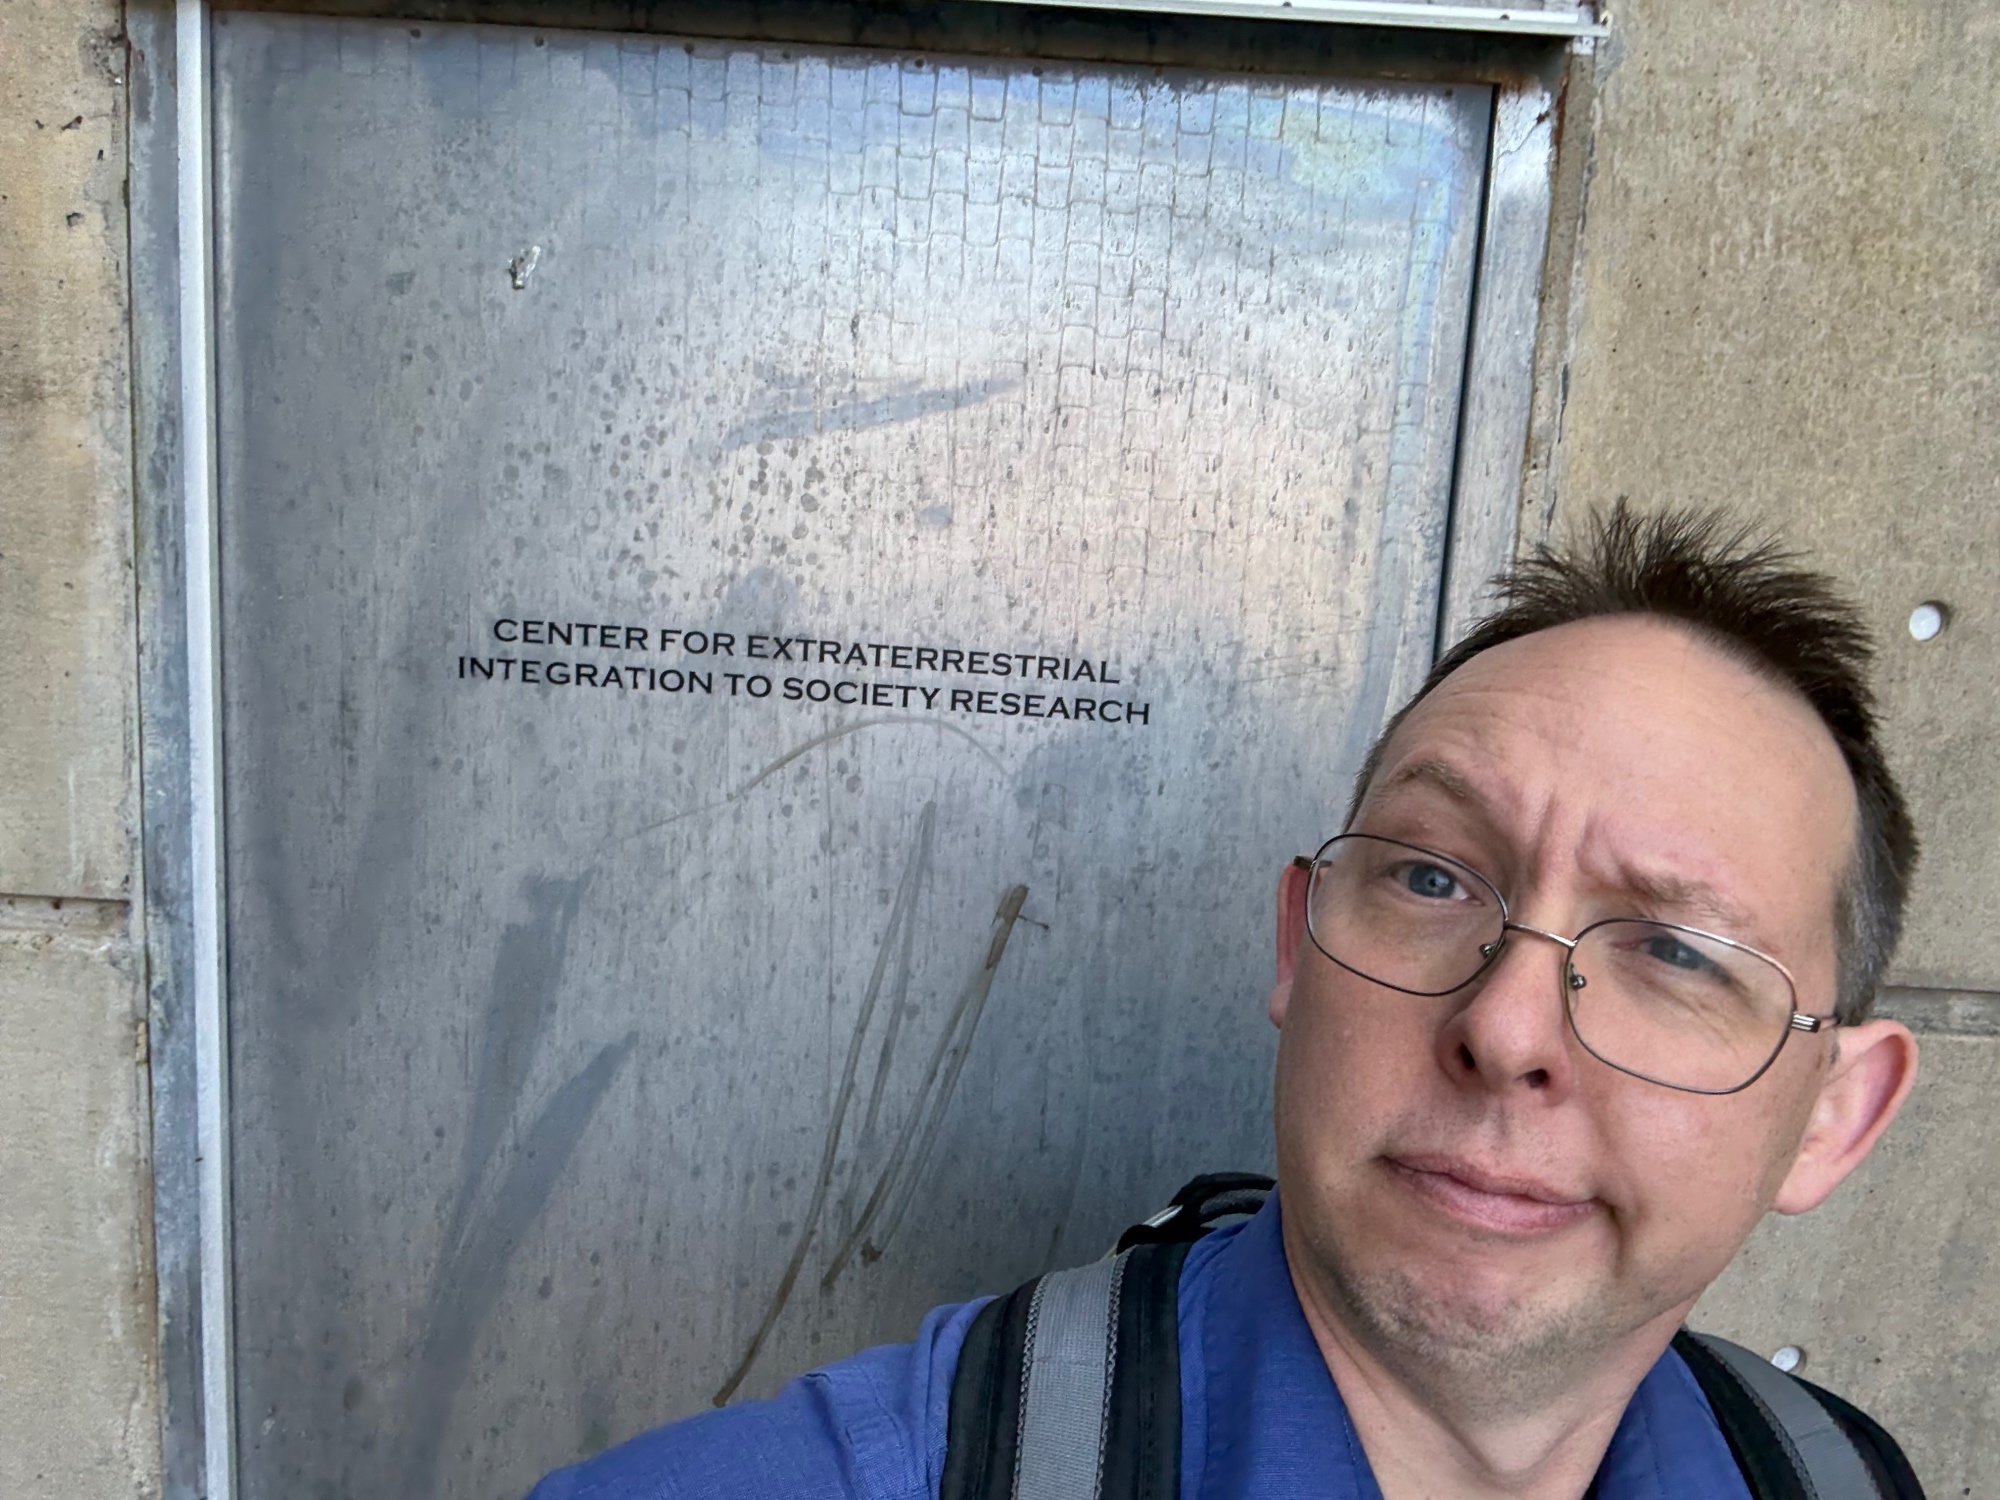 CENTER FOR EXTRATERRESTRIAL
INTEGRATION TO SOCIETY RESEARCH